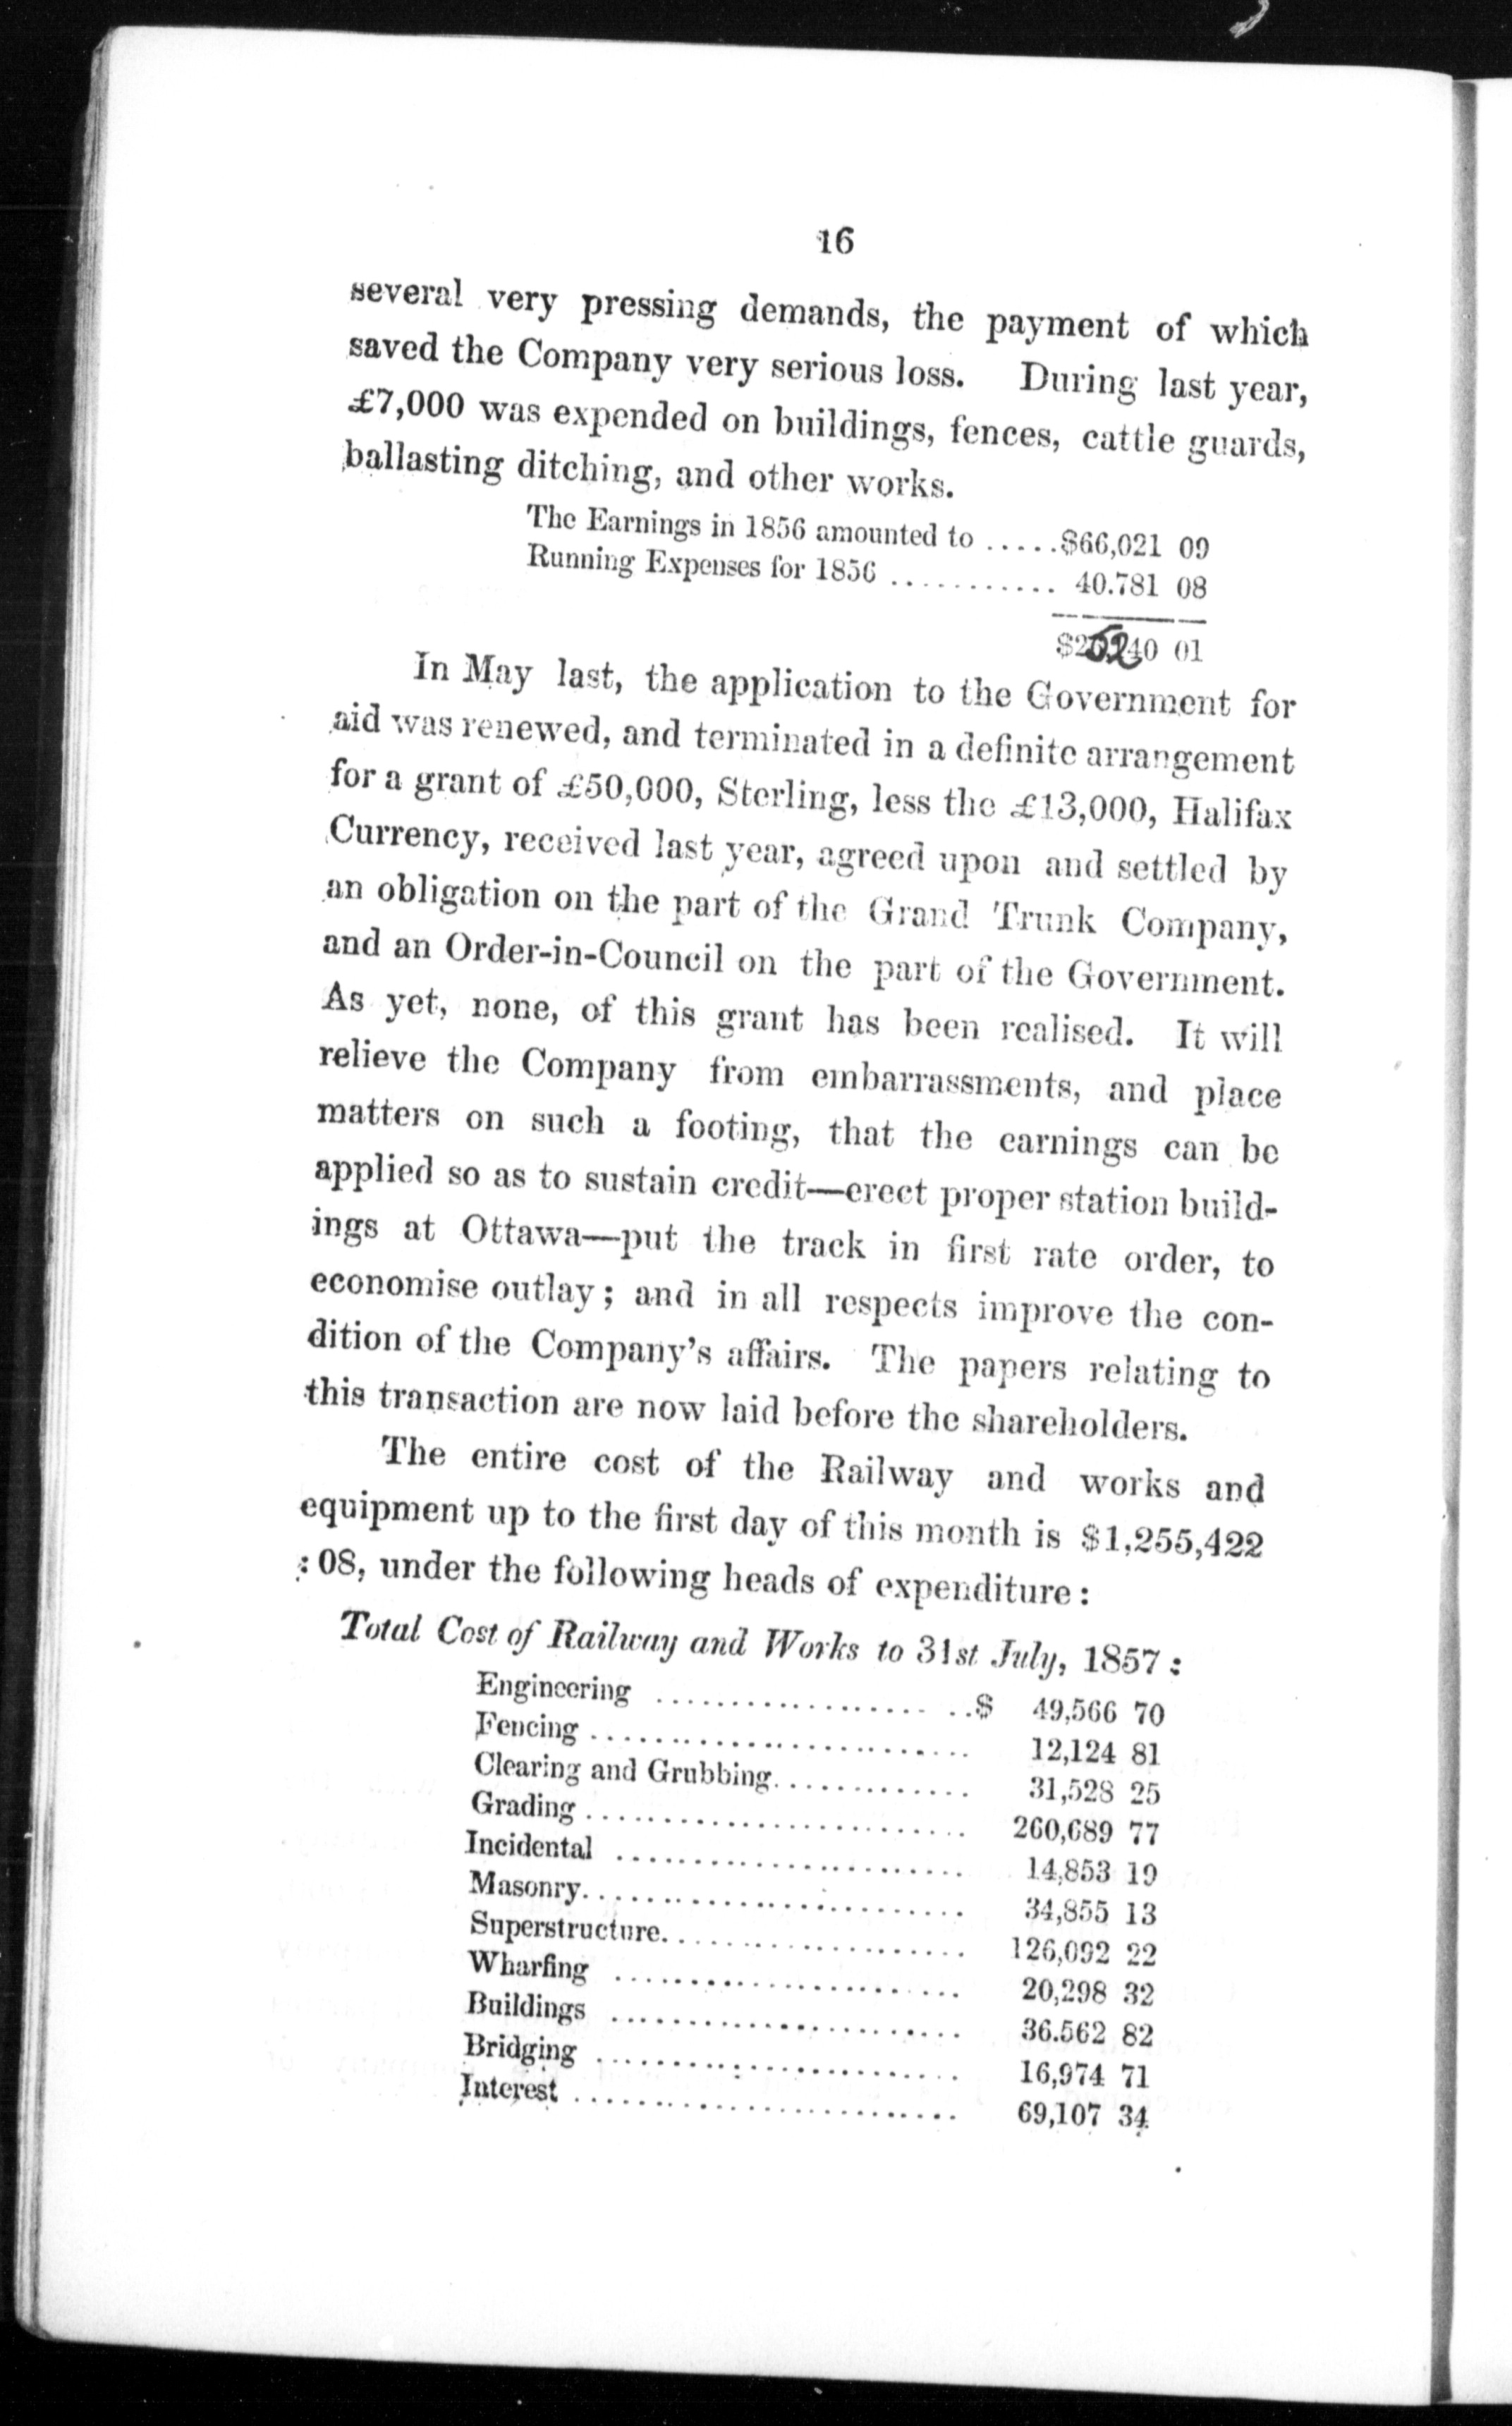 16
several very pressing demands, the payment of which
saved the Company very serious loss. During last year,
£7,000 was expended on buildings, fences, cattle guards,
ballasting ditching, and other works.
The Earnings in 1856 amounted to .....$66,021 09
Running Expenses for 1856 ........... 40.781 08
$25240 01
In May last, the application to the Government for
aid was renewed, and terminated in a definite arrangement
for a grant of £50,000, Sterling, less the £13,000, Halifax
Currency, received last year, agreed upon and settled by
an obligation on the part of the Grand Trunk Company,
and an Order-in-Council on the part of the Government.
As yet, none, of this grant has been realised. It will
relieve the Company from embarrassments, and place
matters on such a footing, that the earnings can be
applied so as to sustain credit—erect proper station build-
ings at Ottawa—put the track in first rate order, to
economise outlay; and in all respects improve the con-
dition of the Company's affairs. The papers relating to
this transaction are now laid before the shareholders.
The entire cost of the Railway and works and
equipment up to the first day of this month is $1,255,422
: 08, under the following heads of expenditure:
Total Cost of Railway and Works to 31st July, 1857:
Engineering ....................$ 49,566 70
Fencing ........................ 12,124 81
Clearing and Grubbing............. 31,528 25
Grading ........................ 260,689 77
Incidental ...................... 14,853 19
Masonry........................ 34,855 13
Superstructure................... 126,092 22
Wharfing ...................... 20,298 32
Buildings ...................... 36.562 82
Bridging ....................... 16,974 71
Interest ........................ 69,107 34